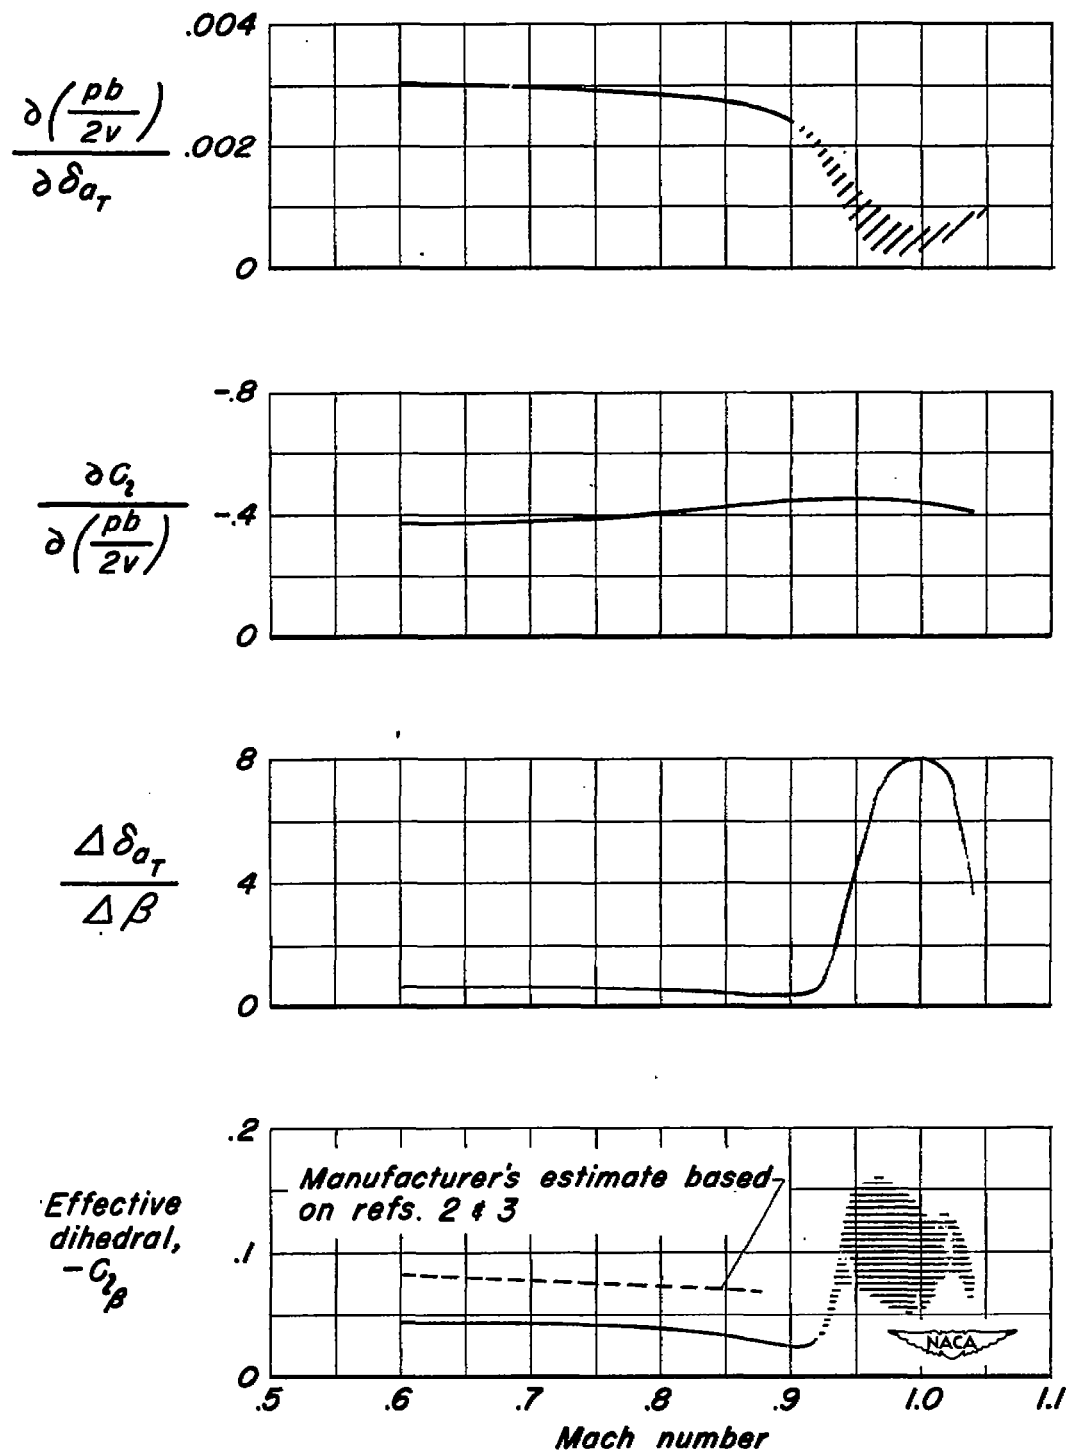 .004
∂(pb/2v)
∂δaT
.002
0
-.8
∂Cl
∂(pb/2v)
-.4
0
8
Δ δaT
Δ β
4
0
.2
Manufacturer's estimate based
on refs. 2 & 3
Effective
dihedral,
-Clβ
.1
NACA
0
.5 .6 .7 .8 .9 1.0 1.1
Mach number